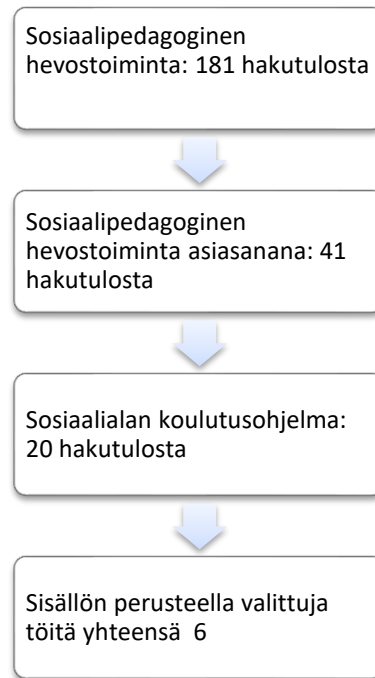 Sosiaalipedagoginen
hevostoiminta: 181 hakutulosta
Sosiaalipedagoginen
hevostoiminta asiasanana: 41
hakutulosta
Sosiaalialan koulutusohjelma:
20 hakutulosta
Sisällön perusteella valittuja
töitä yhteensä  6